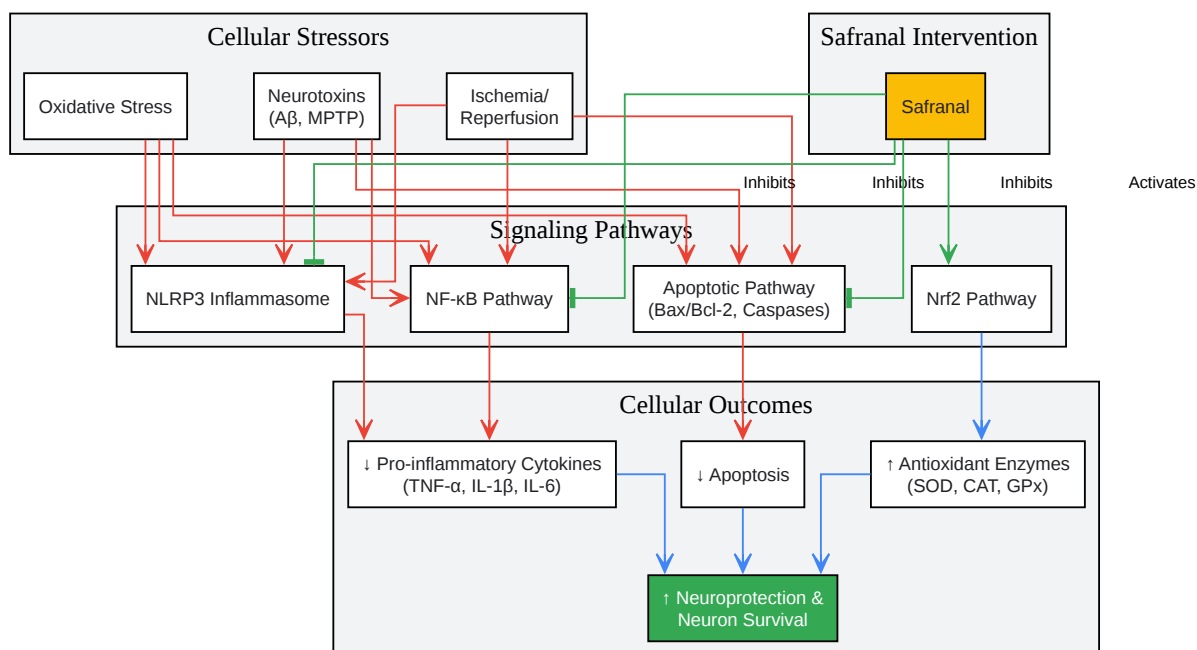 Cellular Stressors
Safranal Intervention
Oxidative Stress
Neurotoxins
(Aβ, MPTP)
Ischemia/
Reperfusion
Safranal
Inhibits
Inhibits
Inhibits
Activates
Signaling Pathways
NLRP3 Inflammasome
NF-κB Pathway
Apoptotic Pathway
(Bax/Bcl-2, Caspases)
Nrf2 Pathway
Cellular Outcomes
↓ Pro-inflammatory Cytokines
(TNF-α, IL-1β, IL-6)
↓ Apoptosis
↑ Antioxidant Enzymes
(SOD, CAT, GPx)
↑ Neuroprotection &
Neuron Survival